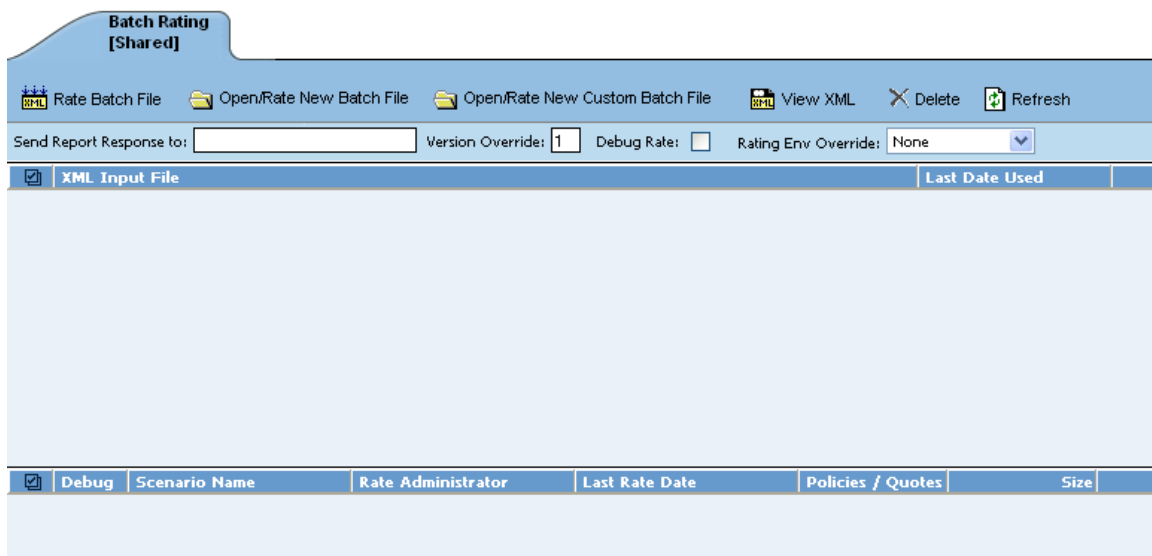 Batch Rating
[Shared]
XML Rate Batch File Open/Rate New Batch File Open/Rate New Custom Batch File XML View XML Delete Refresh
Send Report Response to: Version Override: 1 Debug Rate: Rating Env Override: None
XML Input File Last Date Used
Debug Scenario Name Rate Administrator Last Rate Date Policies / Quotes Size